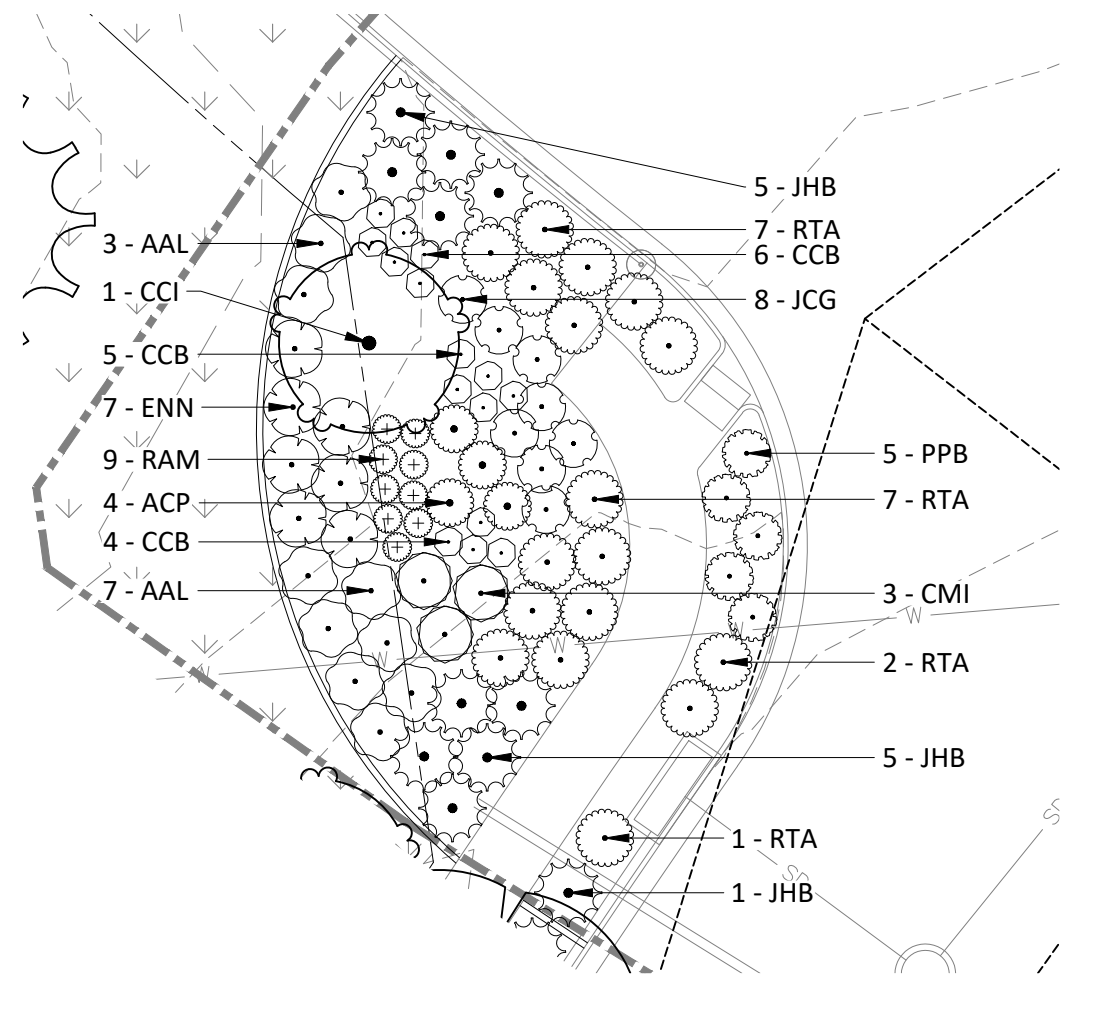 5 - JHB
7 - RTA
3 - AAL
6 - CCB
1 - CCI
8 - JCG
5 - CCB
7 - ENN
9 - RAM
5 - PPB
4 - ACP
7 - RTA
4 - CCB
7 - AAL
3 - CMI
W
W
W
W
W
2 - RTA
5 - JHB
1 - RTA
SD
1 - JHB